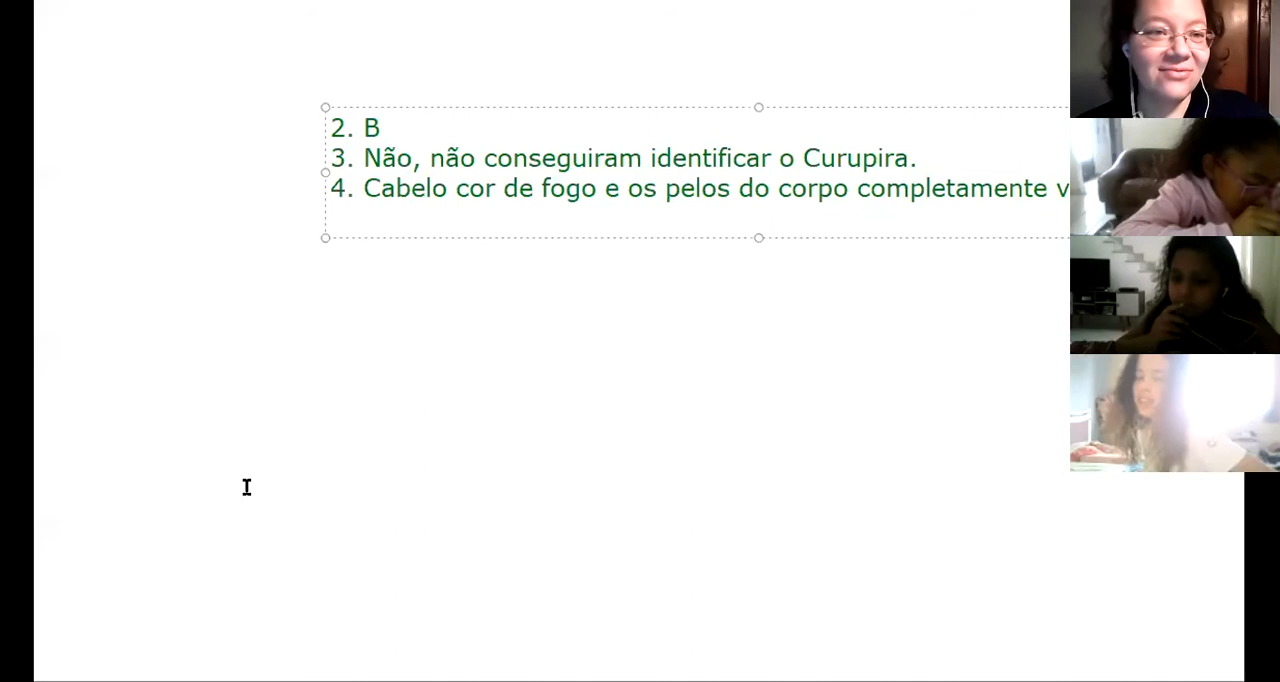 2. B
3. Não, não conseguiram identificar o Curupira.
4. Cabelo cor de fogo e os pelos do corpo completamente